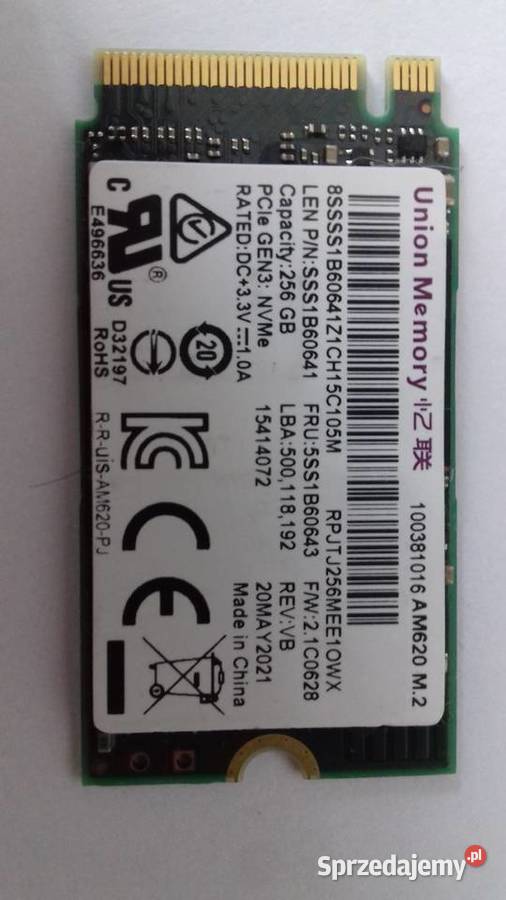 Union Memory 忆联 100381016 AM620 M.2
8SSSS1B60641Z1CH15C105M RPJTJ256MEE1OWX
LEN P/N:SSS1B60641 FRU:5SS1B60643 F/W:2.1C0628
Capacity:256 GB LBA:500,118,192 REV:VB
PCIe GEN3: NVMe 15414072 20MAY2021
RATED:DC+3.3V⎓1.0A Made in China
20
C RU US ®
E496636
D32197
RoHS
R-R-UIS-AM620-PJ
CE
Sprzedajemy.pl